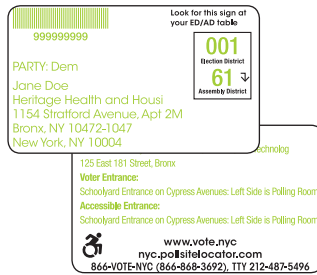 Look for this sign at
your ED/AD table
999999999
001
Election District
61
Assembly District
PARTY: Dem
Jane Doe
Heritage Health and Housi
1154 Stratford Avenue, Apt 2M
Bronx, NY 10472-1047
New York, NY 10004
echnolog
125 East 181 Street, Bronx
Voter Entrance:
Schoolyard Entrance on Cypress Avenues: Left Side is Polling Room
Accessible Entrance:
Schoolyard Entrance on Cypress Avenues: Left Side is Polling Room
www.vote.nyc
nyc.pollsitelocator.com
866-VOTE-NYC (866-868-3692), TTY 212-487-5496